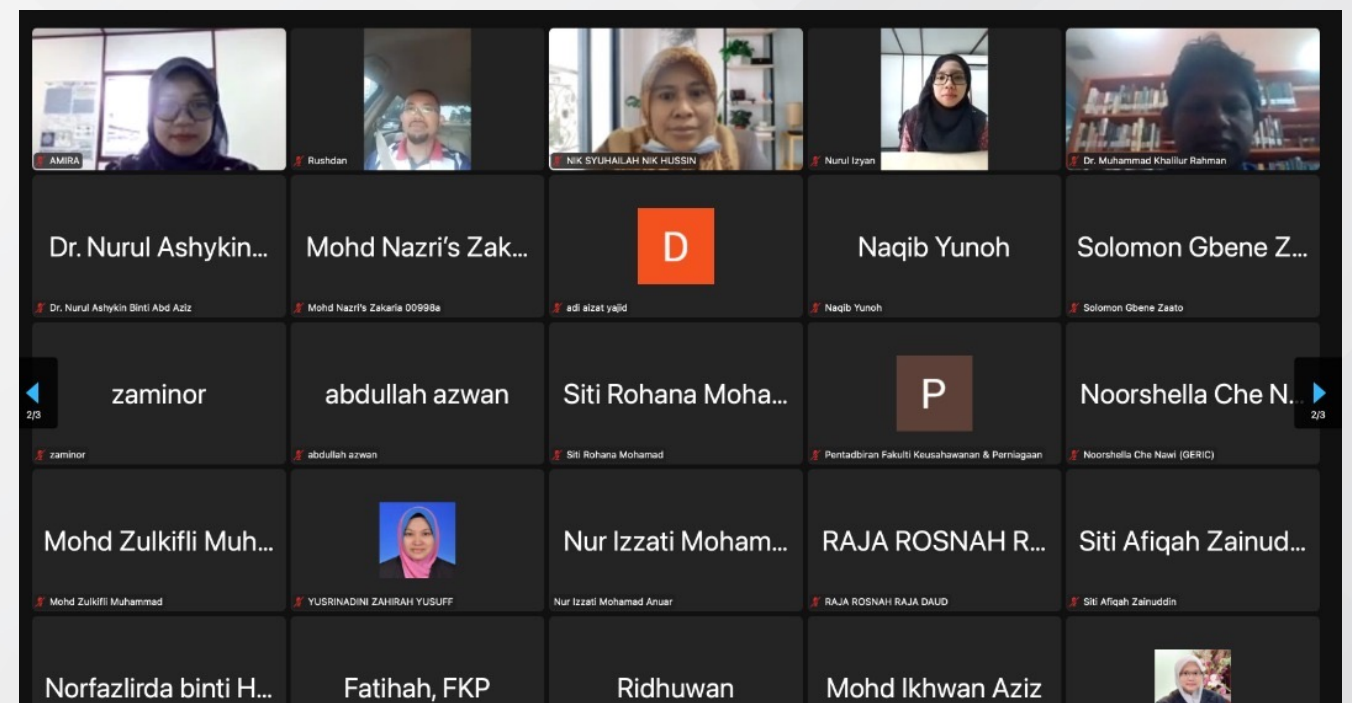 AMIRA
Rushdan
NIK SYUHAILAH NIK HUSSIN
Nurul Izyan
Dr. Muhammad Khalilur Rahman
Dr. Nurul Ashykin...
Mohd Nazri's Zak...
D
Naqib Yunoh
Solomon Gbene Z...
Dr. Nurul Ashykin Binti Abd Aziz
Mohd Nazri's Zakaria 00998a
adi aizat yajid
Naqib Yunoh
Solomon Gbene Zaato
2/3
zaminor
abdullah azwan
Siti Rohana Moha...
P
Noorshella Che N...
2/3
zaminor
abdullah azwan
Siti Rohana Mohamad
Pentadbiran Fakulti Keusahawanan & Perniagaan
Noorshella Che Nawi (GERIC)
Mohd Zulkifli Muh...
Nur Izzati Moham...
RAJA ROSNAH R...
Siti Afiqah Zainud...
Mohd Zulkifli Muhammad
YUSRINADINI ZAHIRAH YUSUFF
Nur Izzati Mohamad Anuar
RAJA ROSNAH RAJA DAUD
Siti Afiqah Zainuddin
Norfazlirda binti H...
Fatihah, FKP
Ridhuwan
Mohd Ikhwan Aziz